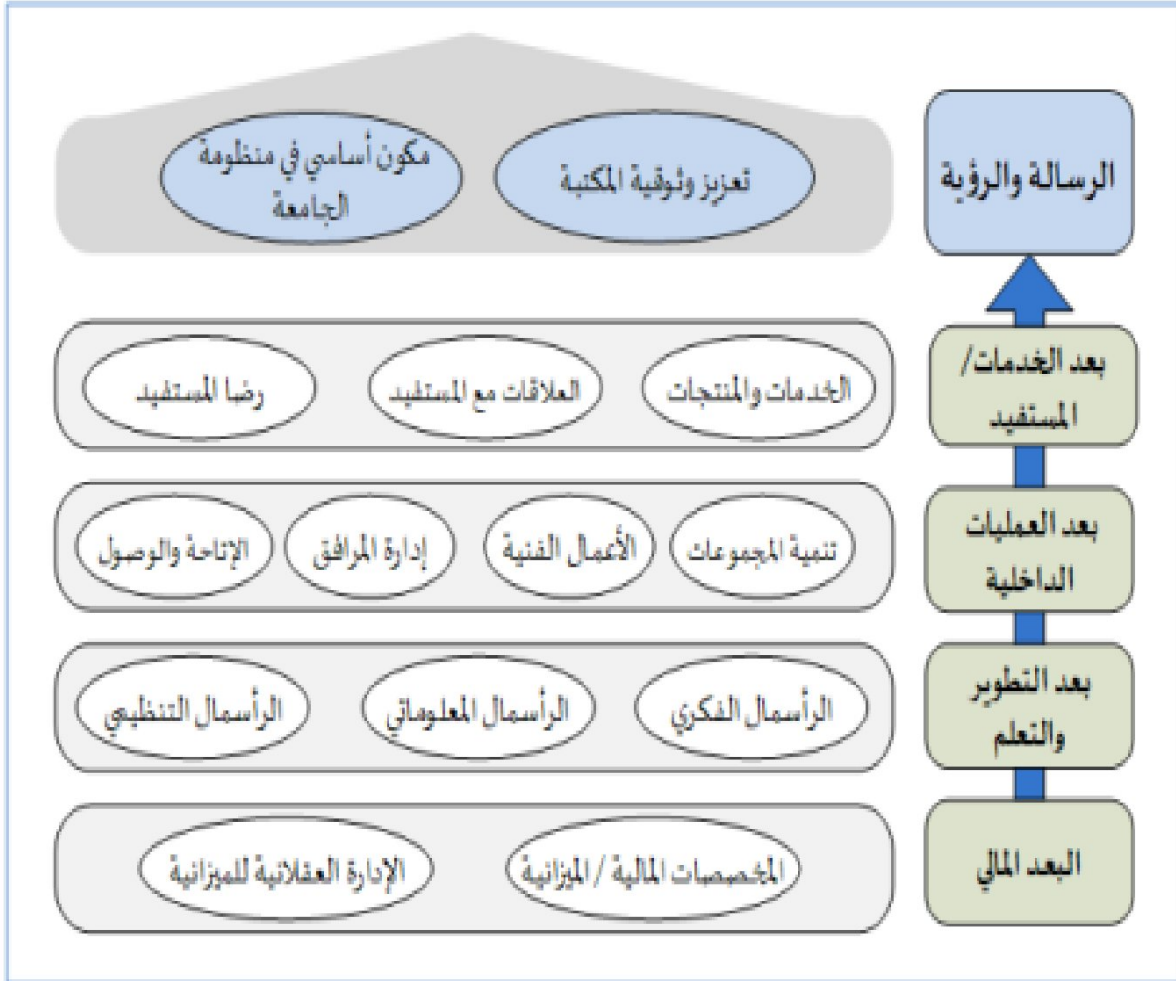 الرسالة والرؤية
تعزيز وثوقية المكتبة
مكون أساسي في منظومة
الجامعة
بعد الخدمات/
المستفيد
الخدمات والمنتجات
العلاقات مع المستفيد
رضا المستفيد
بعد العمليات
الداخلية
تنمية المجموعات
الأعمال الفنية
إدارة المرافق
الإتاحة والوصول
بعد التطوير
والتعلم
الرأسمال الفكري
الرأسمال المعلوماتي
الرأسمال التنظيمي
البعد المالي
المخصصات المالية / الميزانية
الإدارة العقلانية للميزانية